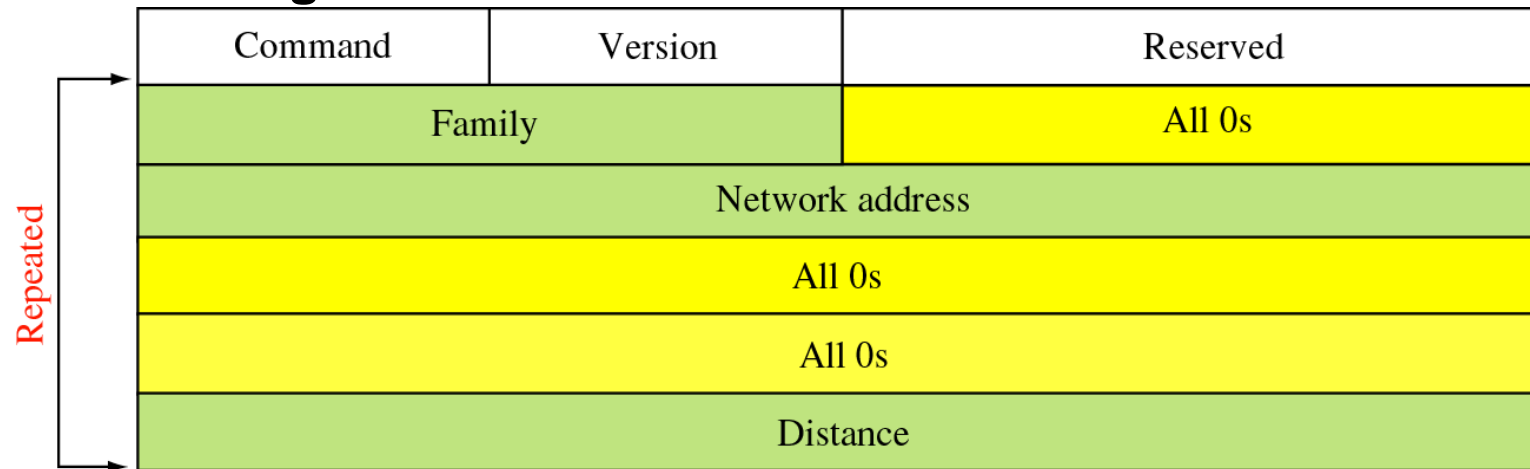 Command Version Reserved
Family All 0s
Network address
All 0s
All 0s
Distance
Repeated